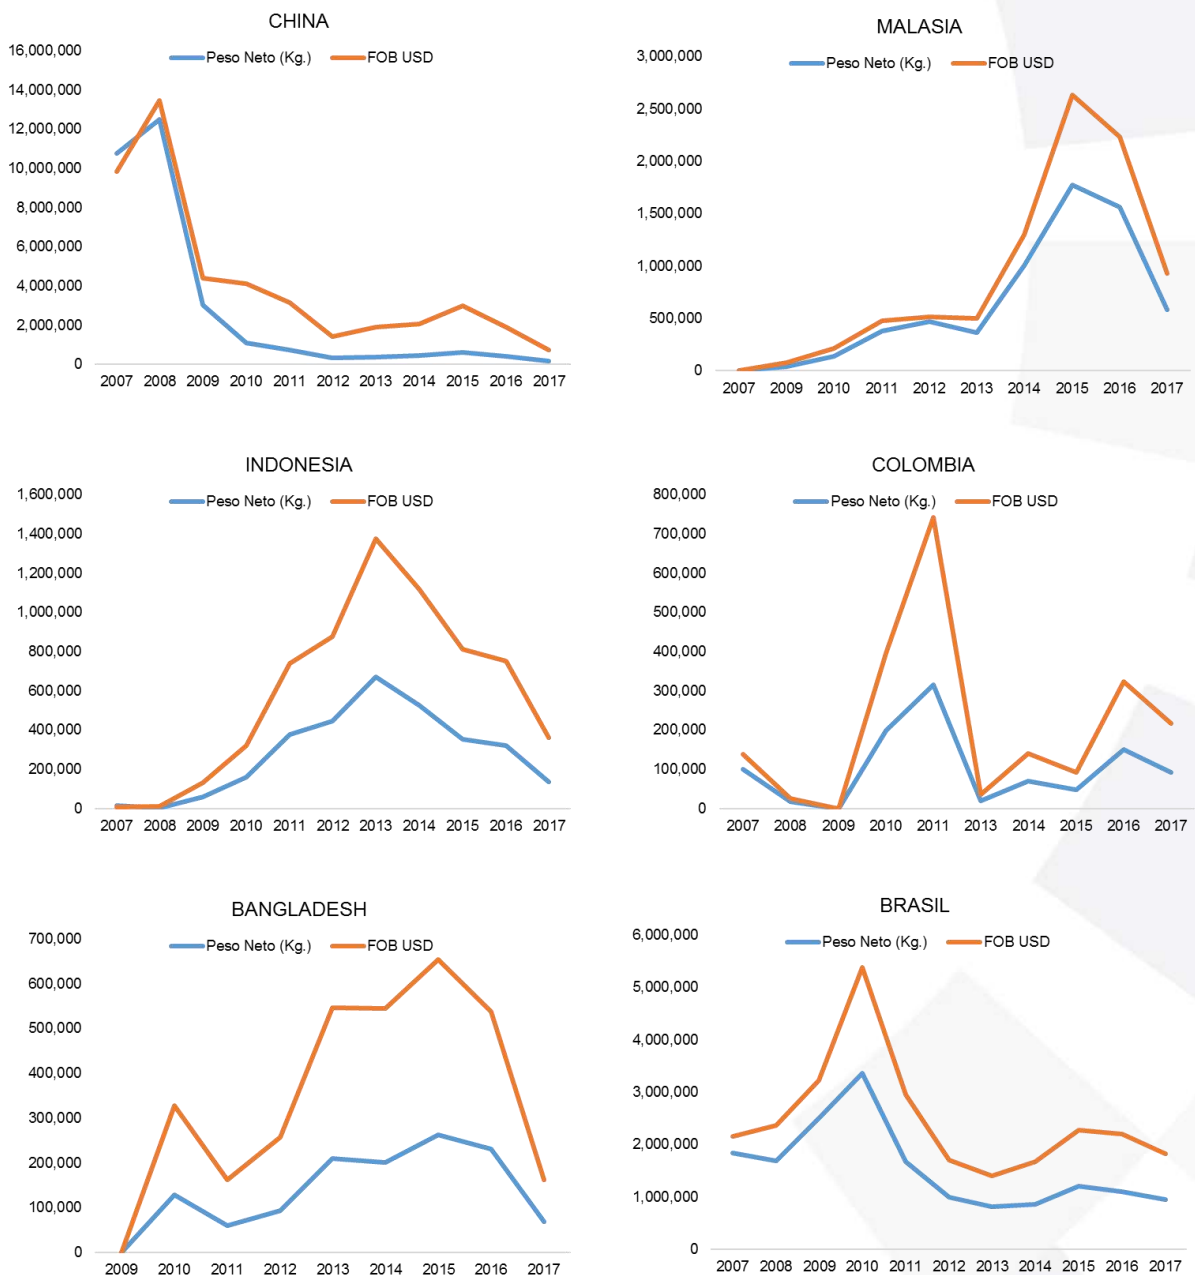 CHINA
Peso Neto (Kg.) FOB USD
16,000,000
14,000,000
12,000,000
10,000,000
8,000,000
6,000,000
4,000,000
2,000,000
0
2007 2008 2009 2010 2011 2012 2013 2014 2015 2016 2017
MALASIA
Peso Neto (Kg.) FOB USD
3,000,000
2,500,000
2,000,000
1,500,000
1,000,000
500,000
0
2007 2009 2010 2011 2012 2013 2014 2015 2016 2017
INDONESIA
Peso Neto (Kg.) FOB USD
1,600,000
1,400,000
1,200,000
1,000,000
800,000
600,000
400,000
200,000
0
2007 2008 2009 2010 2011 2012 2013 2014 2015 2016 2017
COLOMBIA
Peso Neto (Kg.) FOB USD
800,000
700,000
600,000
500,000
400,000
300,000
200,000
100,000
0
2007 2008 2009 2010 2011 2013 2014 2015 2016 2017
BANGLADESH
Peso Neto (Kg.) FOB USD
700,000
600,000
500,000
400,000
300,000
200,000
100,000
0
2009 2010 2011 2012 2013 2014 2015 2016 2017
BRASIL
Peso Neto (Kg.) FOB USD
6,000,000
5,000,000
4,000,000
3,000,000
2,000,000
1,000,000
0
2007 2008 2009 2010 2011 2012 2013 2014 2015 2016 2017